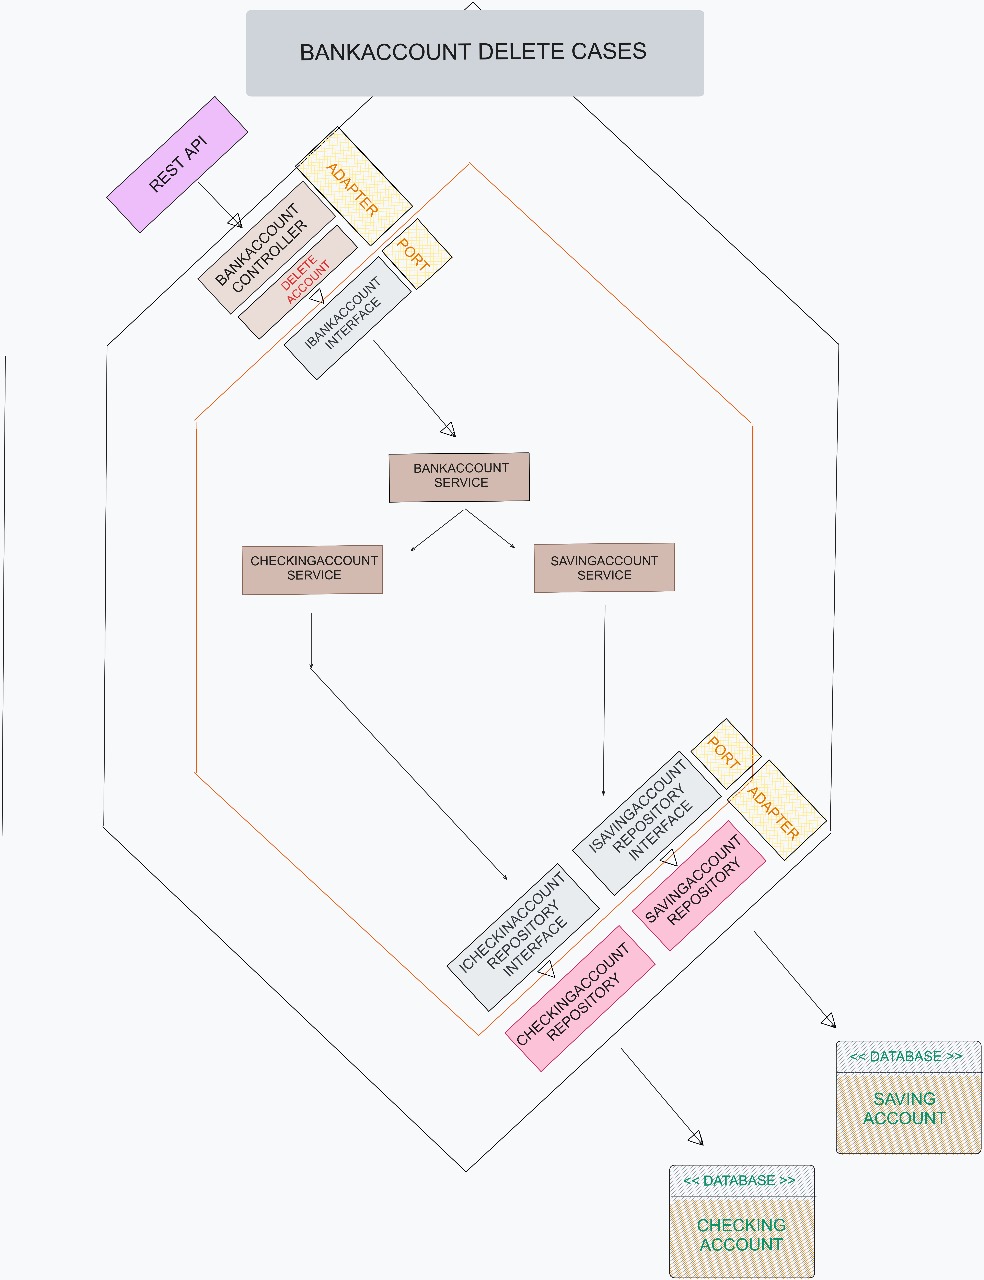 BANKACCOUNT DELETE CASES
REST API
ADAPTER
BANKACCOUNT
CONTROLLER
PORT
DELETE
ACCOUNT
IBANKACCOUNT
INTERFACE
BANKACCOUNT
SERVICE
CHECKINGACCOUNT
SERVICE
SAVINGACCOUNT
SERVICE
PORT
ADAPTER
ISAVINGACCOUNT
REPOSITORY
INTERFACE
SAVINGACCOUNT
REPOSITORY
ICHECKINACCOUNT
REPOSITORY
INTERFACE
CHECKINGACCOUNT
REPOSITORY
<< DATABASE >>
SAVING
ACCOUNT
<< DATABASE >>
CHECKING
ACCOUNT